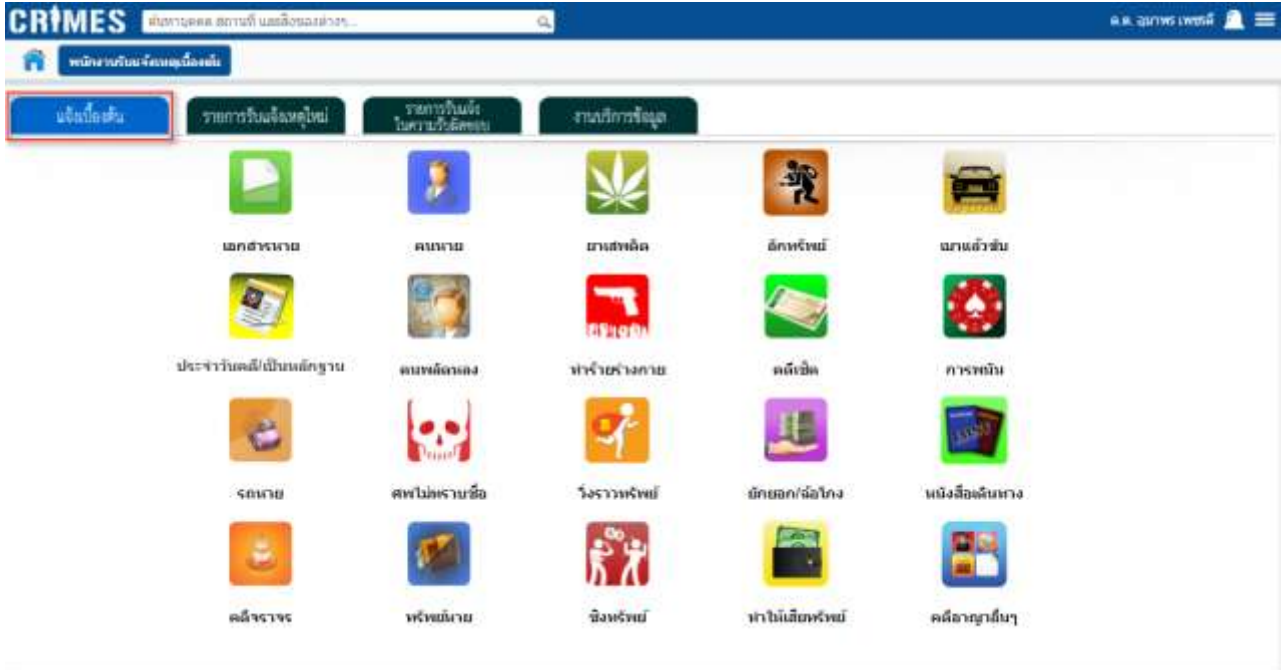 CRIMES ค้นหาบุคคล สถานที่ และสิ่งของต่างๆ...
พนักงานรับแจ้งเหตุเบื้องต้น
แจ้งเบื้องต้น
รายการรับแจ้งเหตุใหม่
รายการรับแจ้ง
ในความรับผิดชอบ
งานบริการข้อมูล
เอกสารหาย คนหาย ยาเสพติด ลักทรัพย์ เมาแล้วขับ
ประจำวันคดี/เป็นหลักฐาน คนพลัดหลง ทำร้ายร่างกาย คดีเช็ค การพนัน
รถหาย ศพไม่ทราบชื่อ วิ่งราวทรัพย์ ยักยอก/ฉ้อโกง หนังสือเดินทาง
คดีจราจร ทรัพย์หาย ชิงทรัพย์ ทำให้เสียทรัพย์ คดีอาญาอื่นๆ